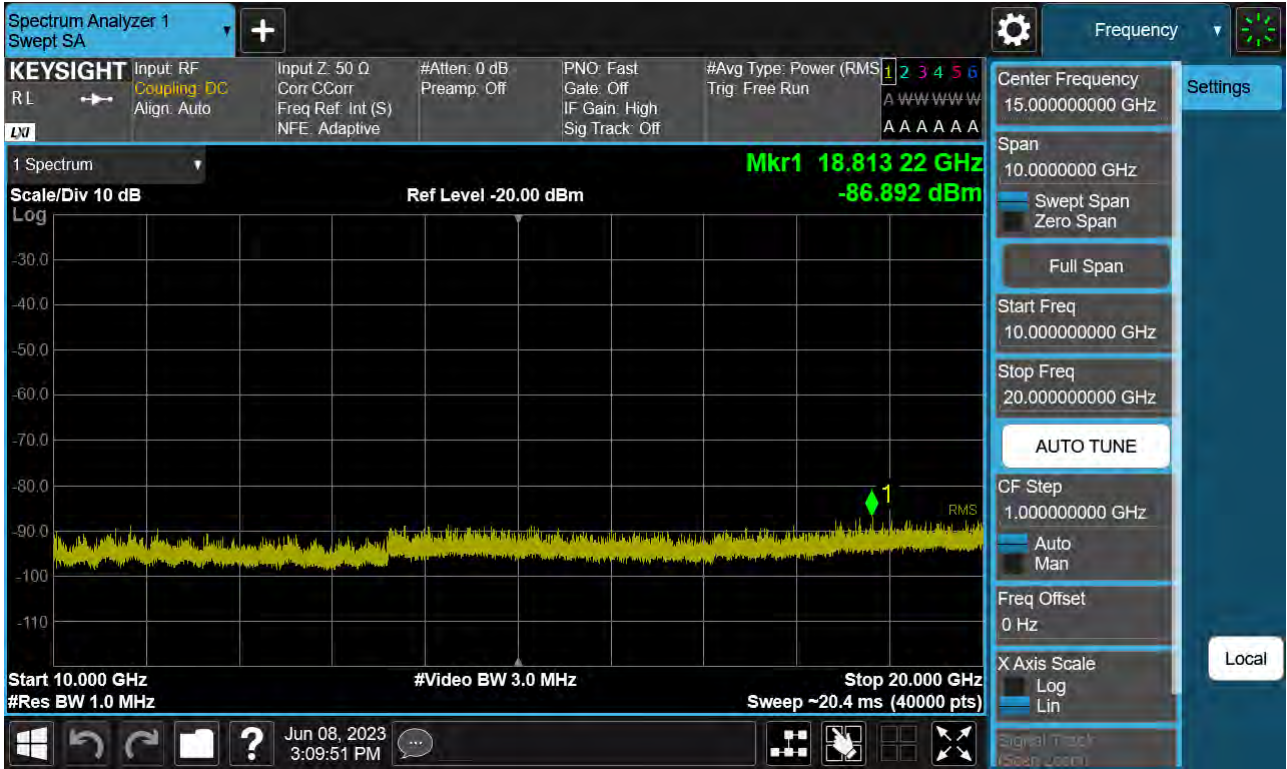 Spectrum Analyzer 1
Swept SA
+
Frequency
KEYSIGHT
R L
LXI
Input: RF
Coupling: DC
Align: Auto
Input Z: 50 Ω
Corr CCorr
Freq Ref: Int (S)
NFE: Adaptive
#Atten: 0 dB
Preamp: Off
PNO: Fast
Gate: Off
IF Gain: High
Sig Track: Off
#Avg Type: Power (RMS
Trig: Free Run
1 2 3 4 5 6
A W W W W W
A A A A A A
Center Frequency
15.000000000 GHz
Settings
Span
10.0000000 GHz
Swept Span
Zero Span
Full Span
Start Freq
10.000000000 GHz
Stop Freq
20.000000000 GHz
AUTO TUNE
CF Step
1.000000000 GHz
Auto
Man
Freq Offset
0 Hz
X Axis Scale
Log
Lin
Signal Track
(Span Zoom)
Local
1 Spectrum
Mkr1 18.813 22 GHz
-86.892 dBm
Scale/Div 10 dB
Ref Level -20.00 dBm
Log
-30.0
-40.0
-50.0
-60.0
-70.0
-80.0
-90.0
-100
-110
1
RMS
Start 10.000 GHz
#Video BW 3.0 MHz
Stop 20.000 GHz
#Res BW 1.0 MHz
Sweep ~20.4 ms (40000 pts)
?
Jun 08, 2023
3:09:51 PM